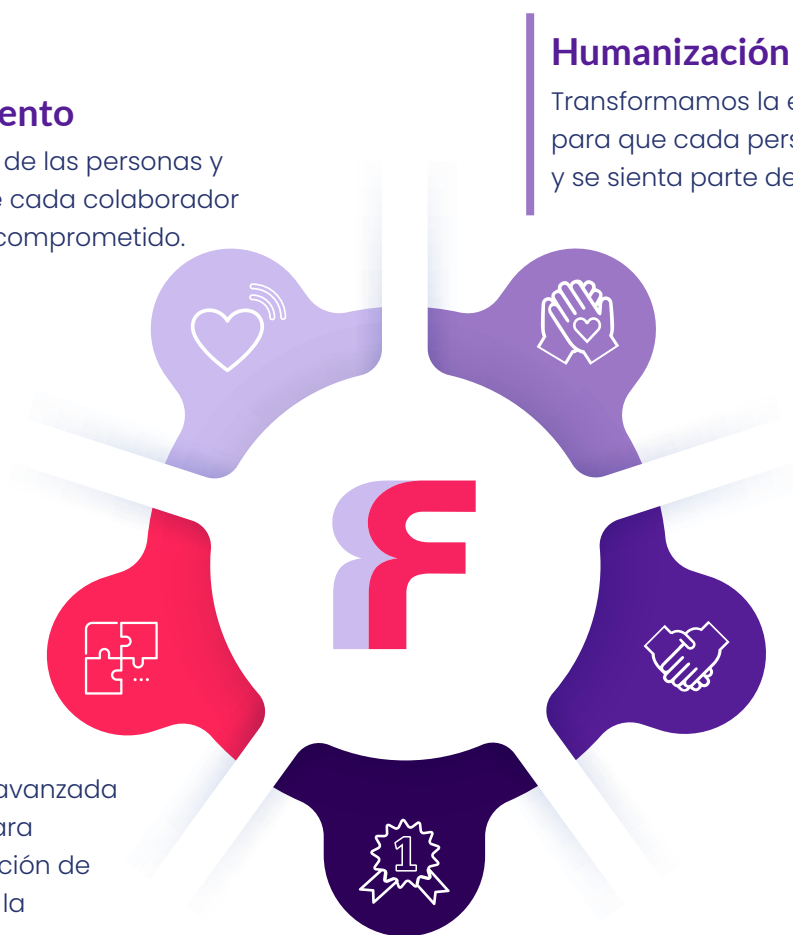 Humanización
Transformamos la e
para que cada pers
y se sienta parte de
ento
de las personas y
e cada colaborador
comprometido.
avanzada
ara
ción de
la
1